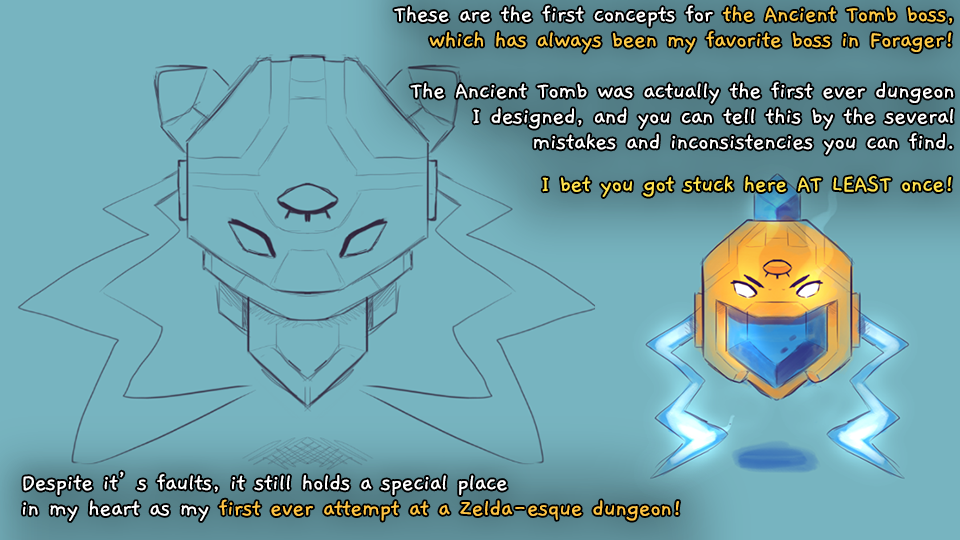 These are the first concepts for the Ancient Tomb boss,
which has always been my favorite boss in Forager!
The Ancient Tomb was actually the first ever dungeon
I designed, and you can tell this by the several
mistakes and inconsistencies you can find.
I bet you got stuck here AT LEAST once!
Despite it's faults, it still holds a special place
in my heart as my first ever attempt at a Zelda-esque dungeon!